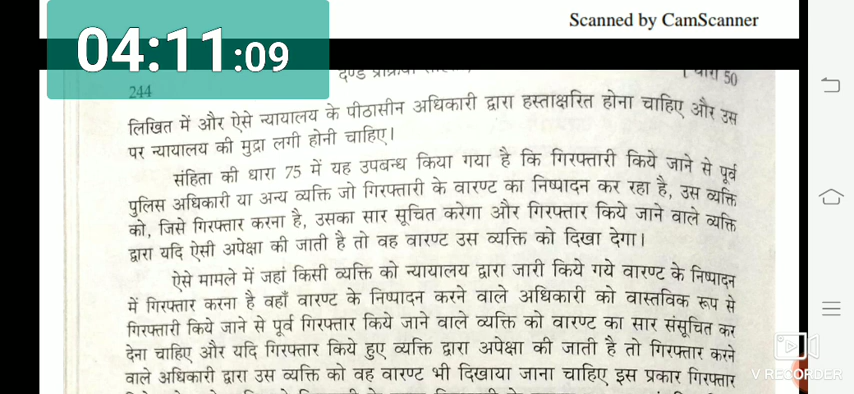 Scanned by CamScanner
04:11:09
244
50
लिखित में और ऐसे न्यायालय के पीठासीन अधिकारी द्वारा हस्ताक्षरित होना चाहिए और उस
पर न्यायालय की मुद्रा लगी होनी चाहिए।
संहिता की धारा 75 में यह उपबन्ध किया गया है कि गिरफ्तारी किये जाने से पूर्व
पुलिस अधिकारी या अन्य व्यक्ति जो गिरफ्तारी के वारण्ट का निष्पादन कर रहा है, उस व्यक्ति
को, जिसे गिरफ्तार करना है, उसका सार सूचित करेगा और गिरफ्तार किये जाने वाले व्यक्ति
द्वारा यदि ऐसी अपेक्षा की जाती है तो वह वारण्ट उस व्यक्ति को दिखा देगा।
ऐसे मामले में जहां किसी व्यक्ति को न्यायालय द्वारा जारी किये गये वारण्ट के निष्पादन
में गिरफ्तार करना है वहाँ वारण्ट के निष्पादन करने वाले अधिकारी को वास्तविक रूप से
गिरफ्तारी किये जाने से पूर्व गिरफ्तार किये जाने वाले व्यक्ति को वारण्ट का सार संसूचित कर
देना चाहिए और यदि गिरफ्तार किये हुए व्यक्ति द्वारा अपेक्षा की जाती है तो गिरफ्तार करने
वाले अधिकारी द्वारा उस व्यक्ति को वह वारण्ट भी दिखाया जाना चाहिए इस प्रकार गिरफ्तार
V RECORDER